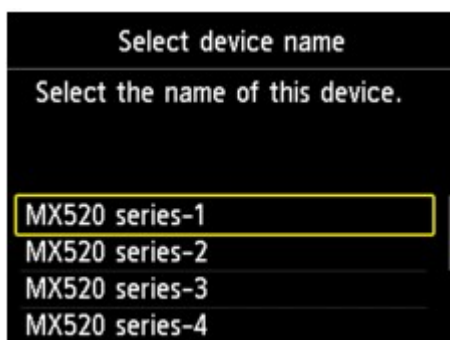 Select device name
Select the name of this device.
MX520 series-1
MX520 series-2
MX520 series-3
MX520 series-4